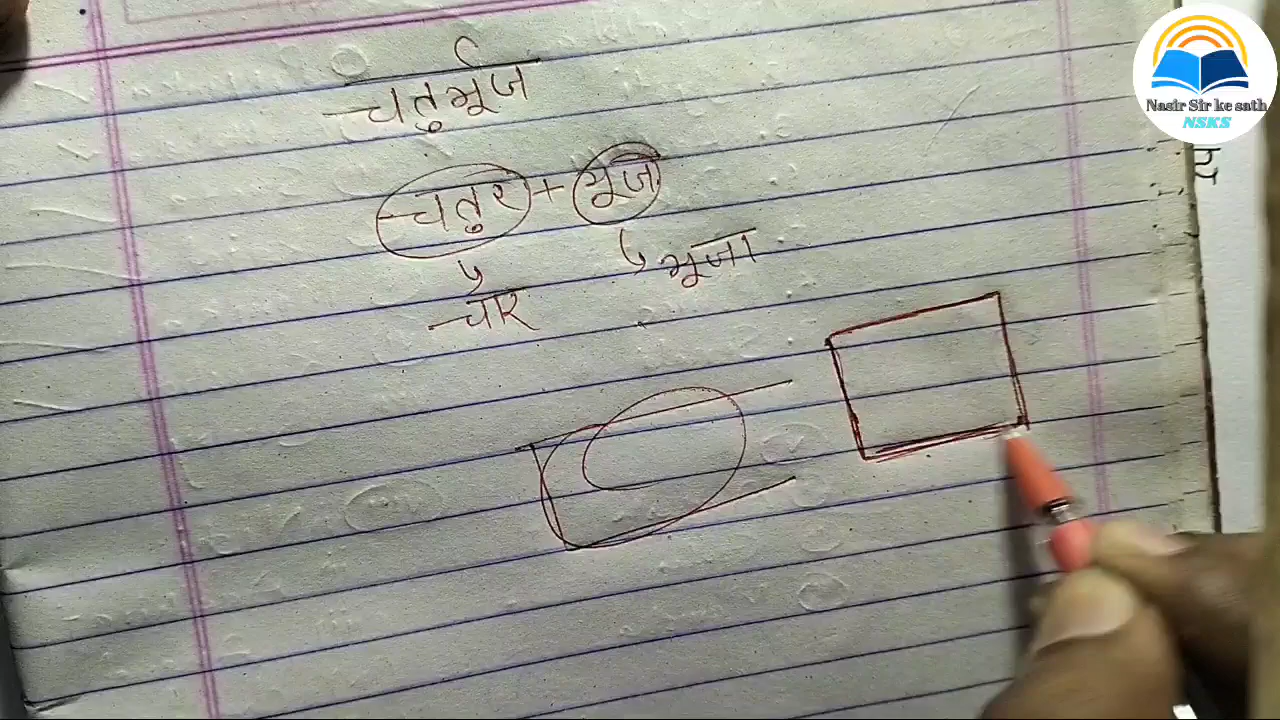 चतुर्भूज
चतुर + भूज
↳ भूजा
↳ चार
Nasir Sir ke sath
NSKS